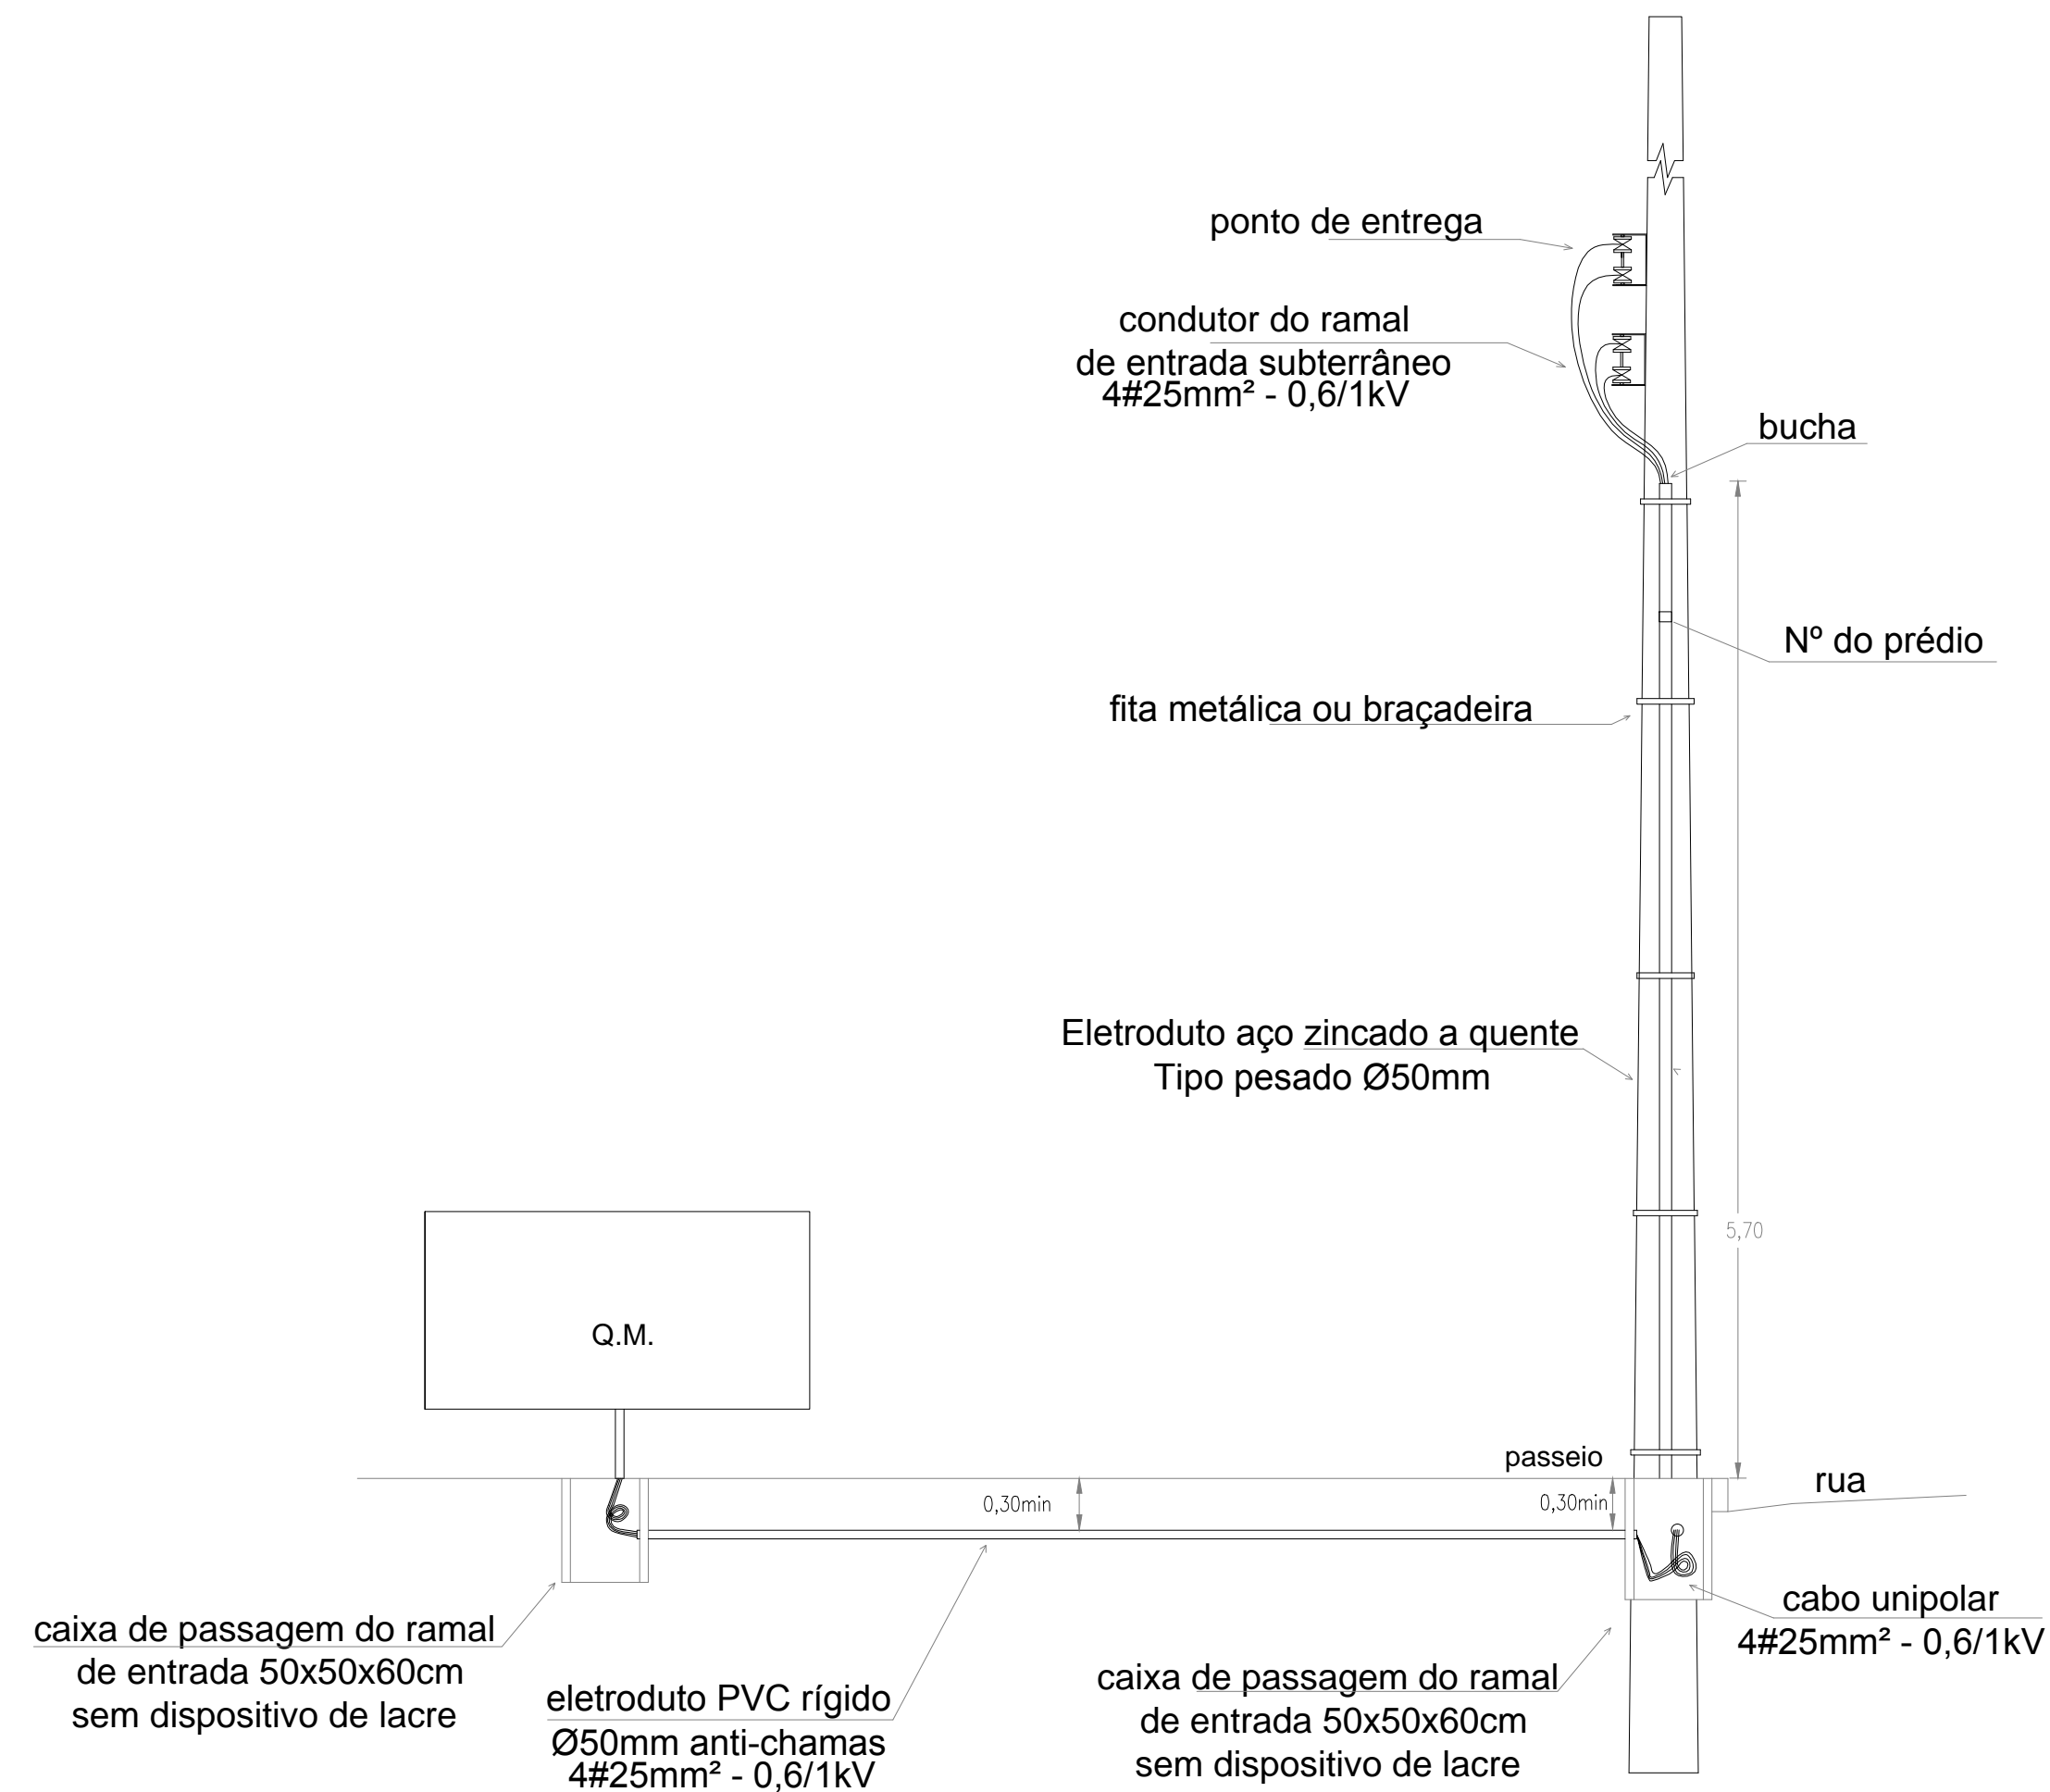 ponto de entrega
condutor do ramal
de entrada subterrâneo
4#25mm² - 0,6/1kV
bucha
Nº do prédio
fita metálica ou braçadeira
Eletroduto aço zincado a quente
Tipo pesado Ø50mm
5,70
Q.M.
passeio
rua
0,30min
0,30min
cabo unipolar
4#25mm² - 0,6/1kV
caixa de passagem do ramal
de entrada 50x50x60cm
sem dispositivo de lacre
eletroduto PVC rígido
Ø50mm anti-chamas
4#25mm² - 0,6/1kV
caixa de passagem do ramal
de entrada 50x50x60cm
sem dispositivo de lacre